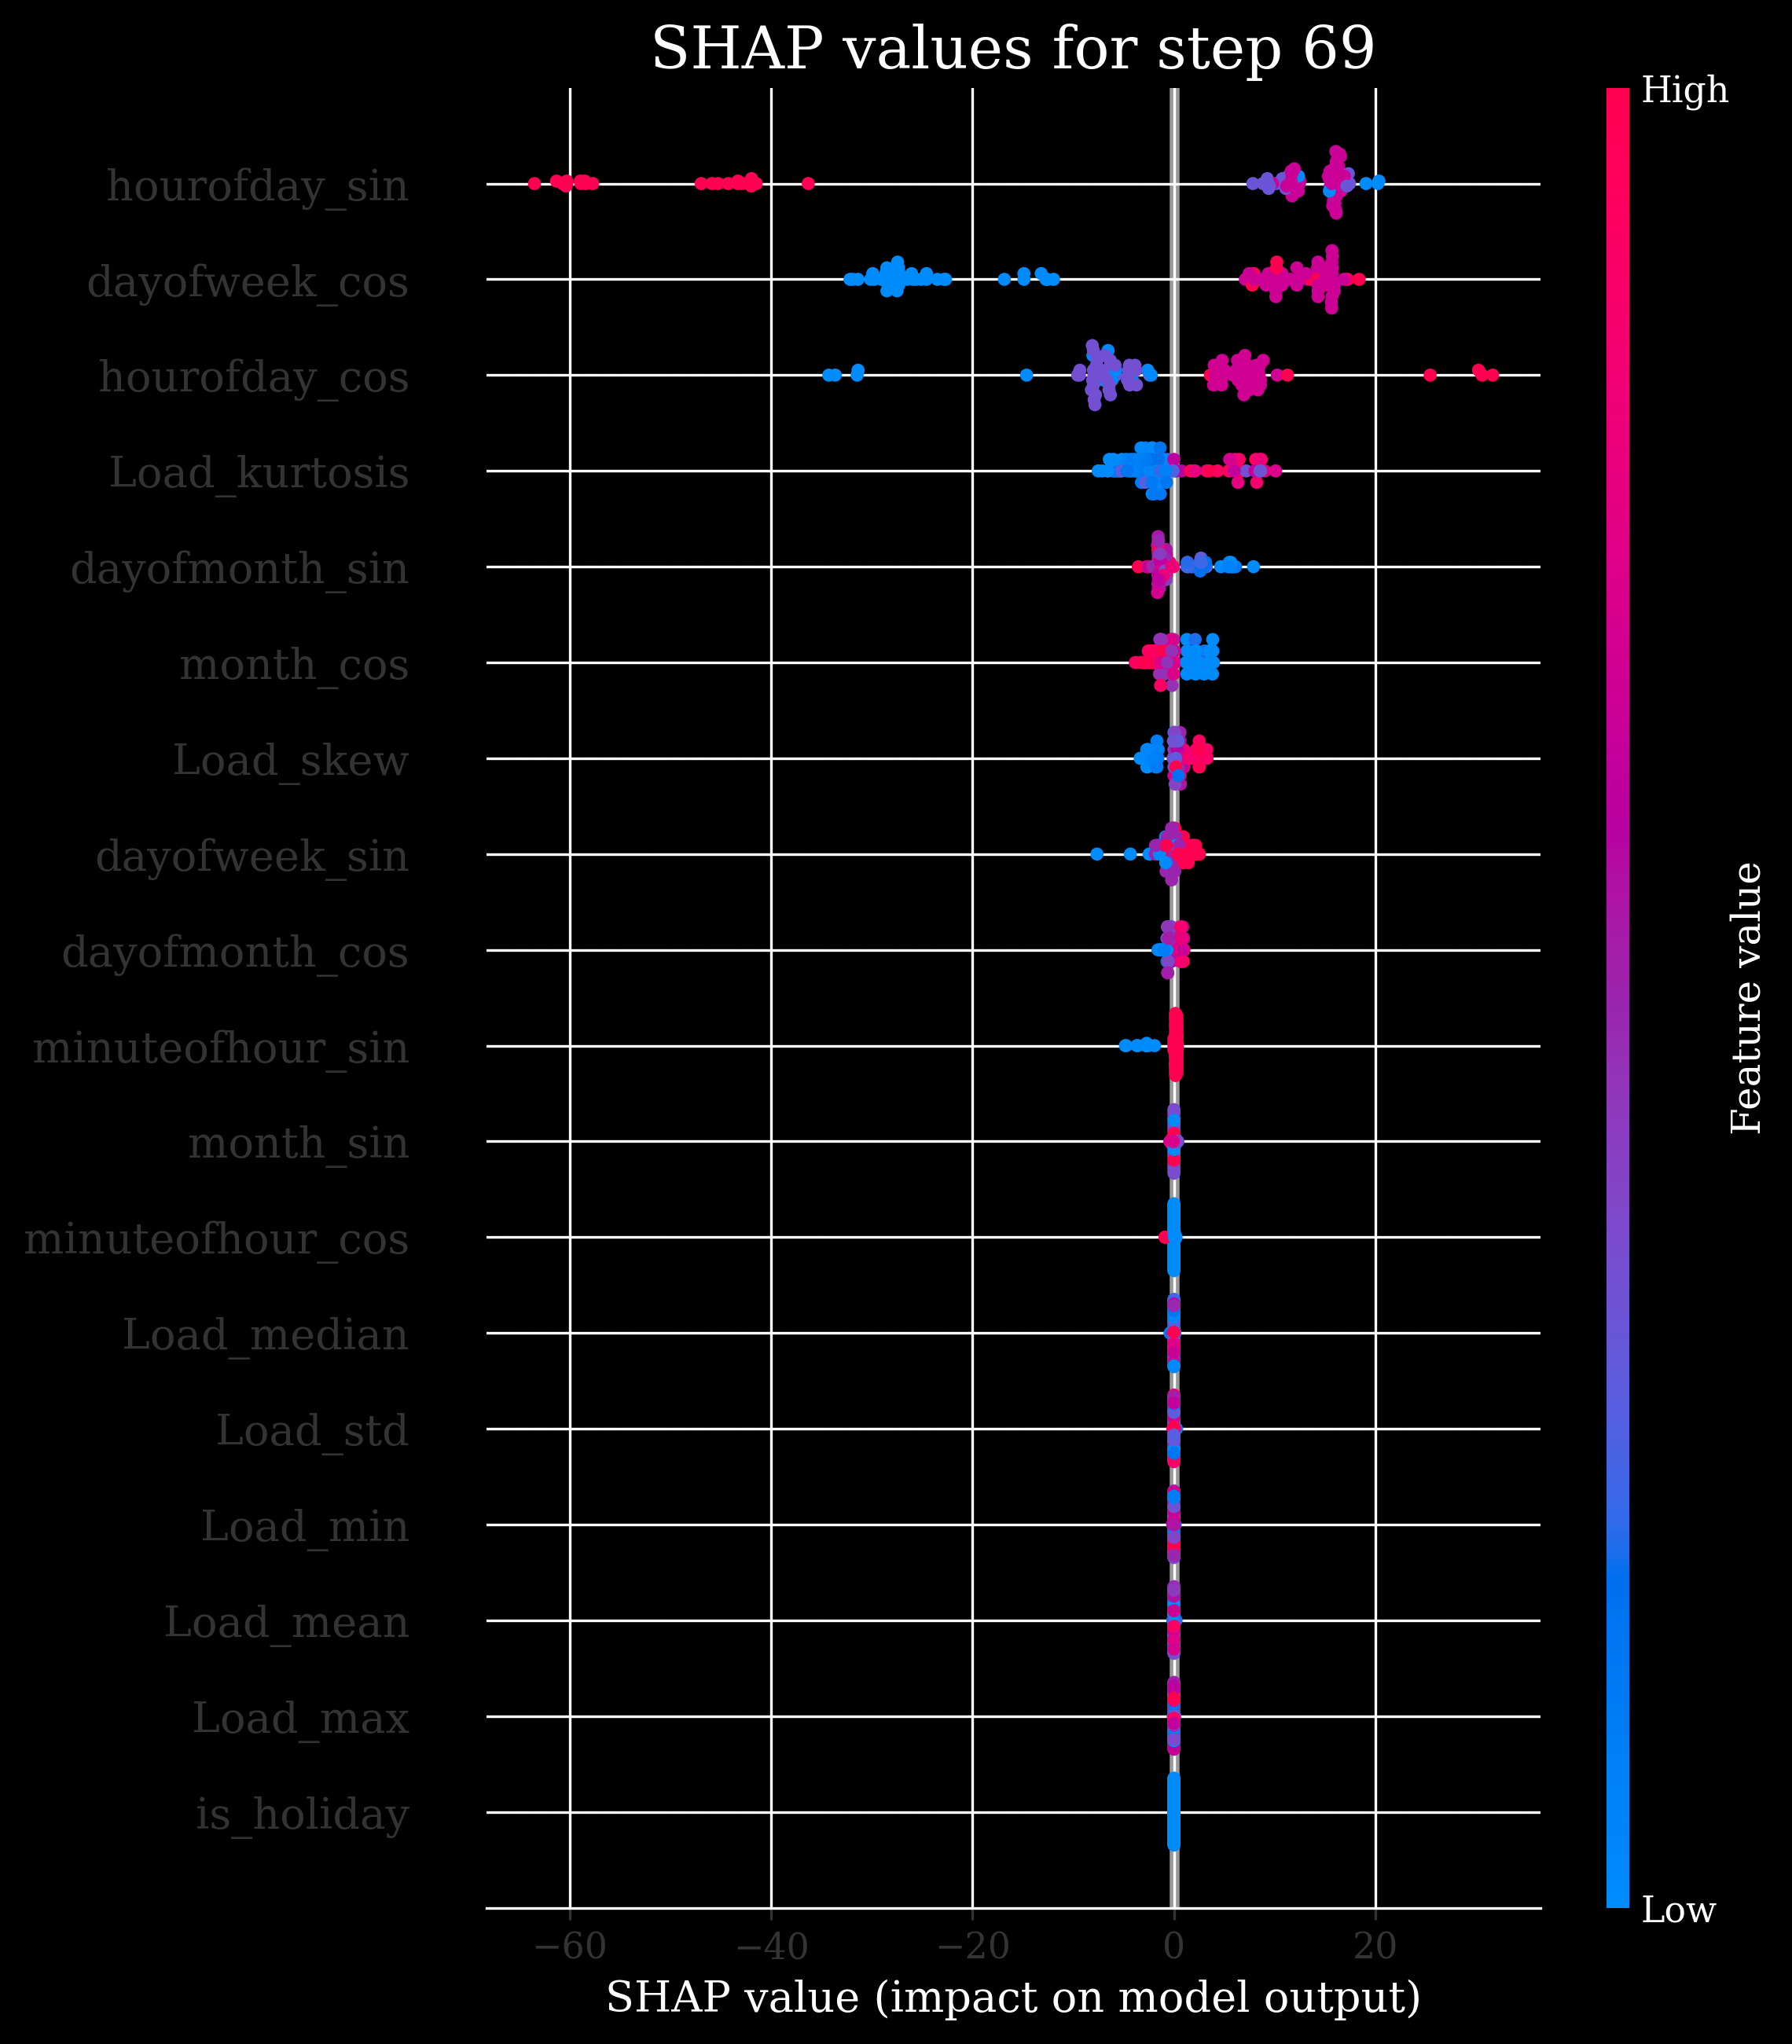 SHAP values for step 69
High
hourofday_sin
dayofweek_cos
hourofday_cos
Load_kurtosis
dayofmonth_sin
month_cos
Load_skew
dayofweek_sin
dayofmonth_cos
minuteofhour_sin
month_sin
minuteofhour_cos
Load_median
Load_std
Load_min
Load_mean
Load_max
is_holiday
Feature value
Low
−60 −40 −20 0 20
SHAP value (impact on model output)